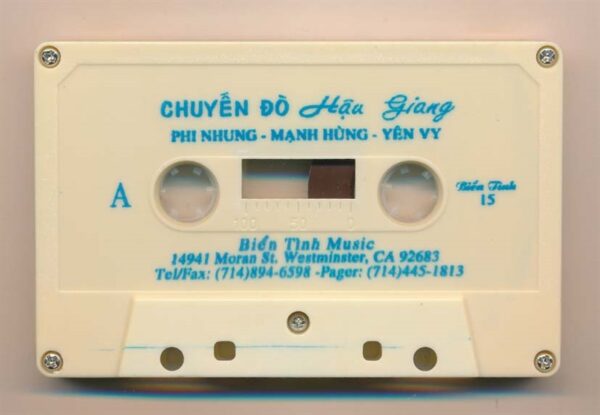 CHUYẾN ĐÒ Hậu Giang
PHI NHUNG - MẠNH HÙNG - YÊN VY
A
Biển Tình
15
100 50 0
Biển Tình Music
14941 Moran St. Westminster, CA 92683
Tel/Fax: (714)894-6598 -Pager: (714)445-1813